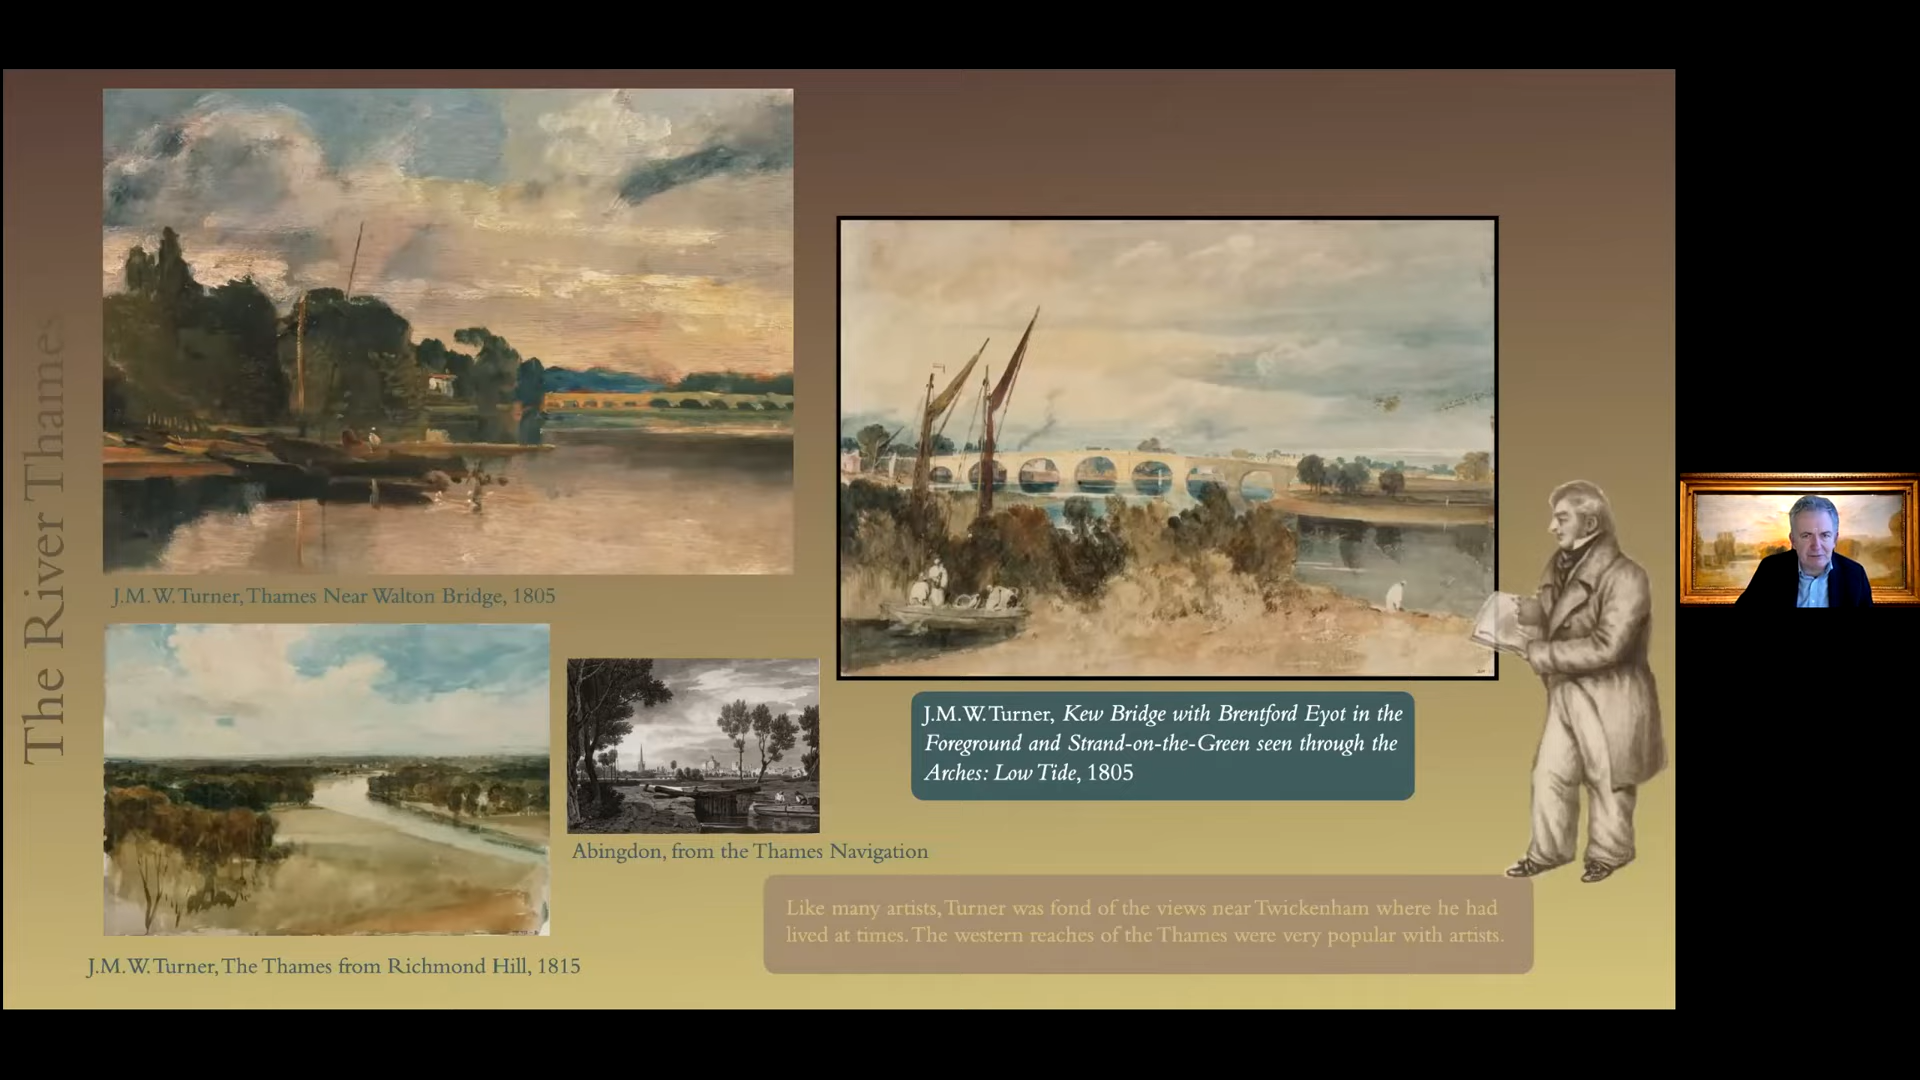 The River Thames
J.M.W. Turner, Thames Near Walton Bridge, 1805
J.M.W. Turner, Kew Bridge with Brentford Eyot in the
Foreground and Strand-on-the-Green seen through the
Arches: Low Tide, 1805
Abingdon, from the Thames Navigation
Like many artists, Turner was fond of the views near Twickenham where he had
lived at times. The western reaches of the Thames were very popular with artists.
J.M.W. Turner, The Thames from Richmond Hill, 1815